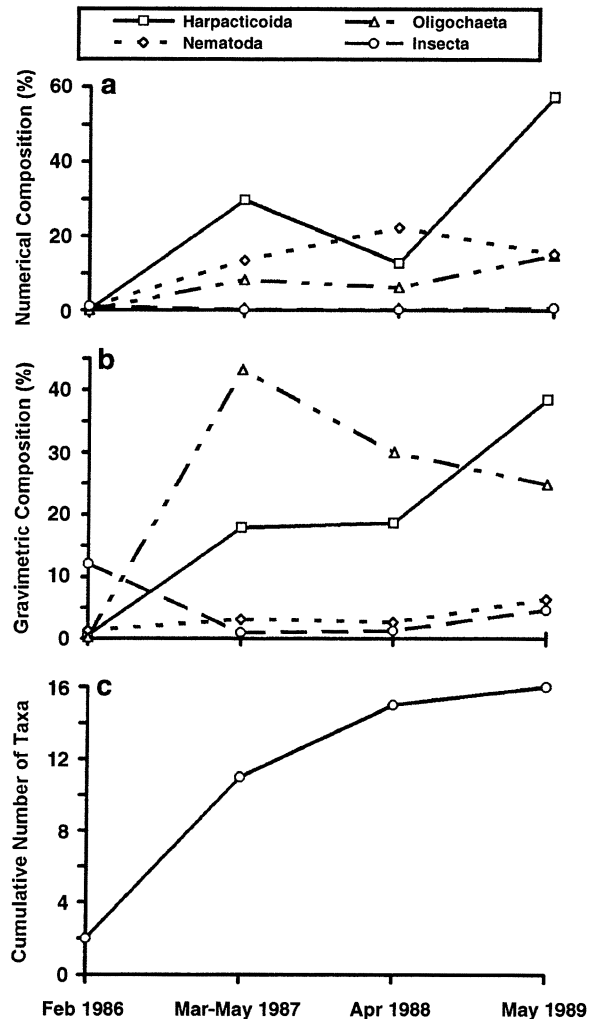 Harpacticoida Oligochaeta
Nematoda Insecta
a
Numerical Composition (%)
60
40
20
0
b
Gravimetric Composition (%)
40
30
20
10
0
c
Cumulative Number of Taxa
16
12
8
4
0
Feb 1986 Mar-May 1987 Apr 1988 May 1989